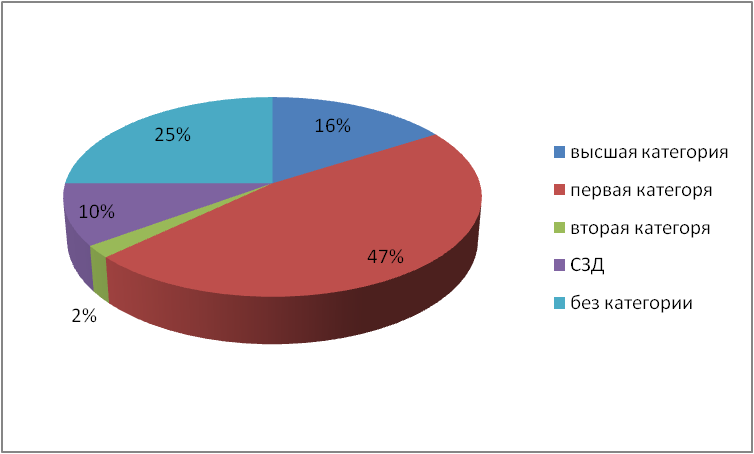 16%
25%
10%
47%
2%
высшая категория
первая категоря
вторая категоря
СЗД
без категории